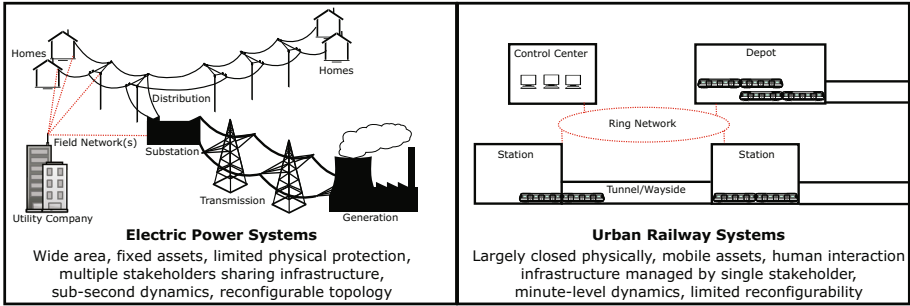 Homes
Homes
Distribution
Field Network(s)
Substation
Transmission
Utility Company
Generation
Electric Power Systems
Wide area, fixed assets, limited physical protection,
multiple stakeholders sharing infrastructure,
sub-second dynamics, reconfigurable topology
Control Center
Depot
Ring Network
Station
Station
Tunnel/Wayside
Urban Railway Systems
Largely closed physically, mobile assets, human interaction
infrastructure managed by single stakeholder,
minute-level dynamics, limited reconfigurability